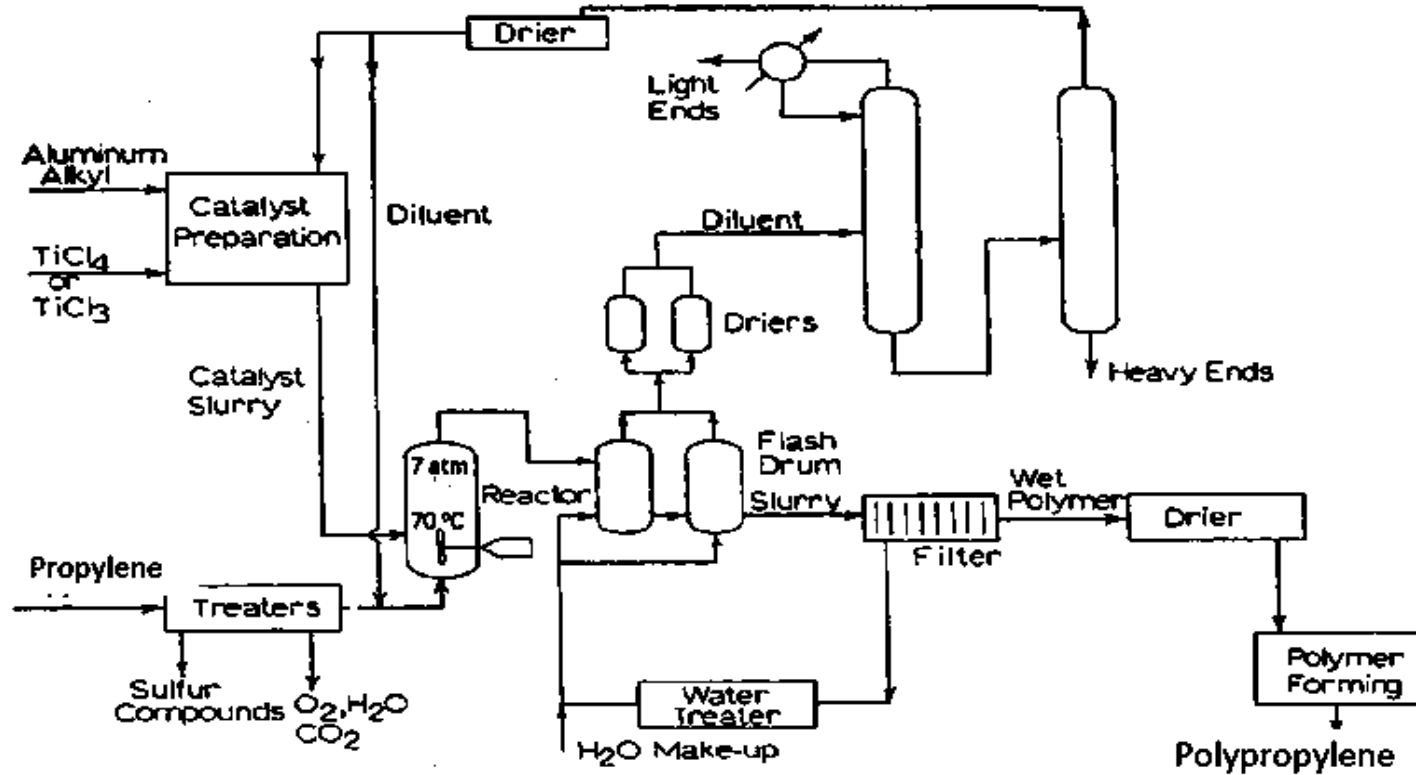 Drier
Light
Ends
Aluminum
Alkyl
Catalyst
Preparation
Diluent
Diluent
TiCl4
or
TiCl3
Driers
Catalyst
Slurry
Heavy Ends
7 atm
Reactor
70 ºC
Flash
Drum
Slurry
Wet
Polymer
Drier
Filter
Propylene
Treaters
Sulfur
Compounds
O2,H2O
CO2
Water
Treater
H2O Make-up
Polymer
Forming
Polypropylene